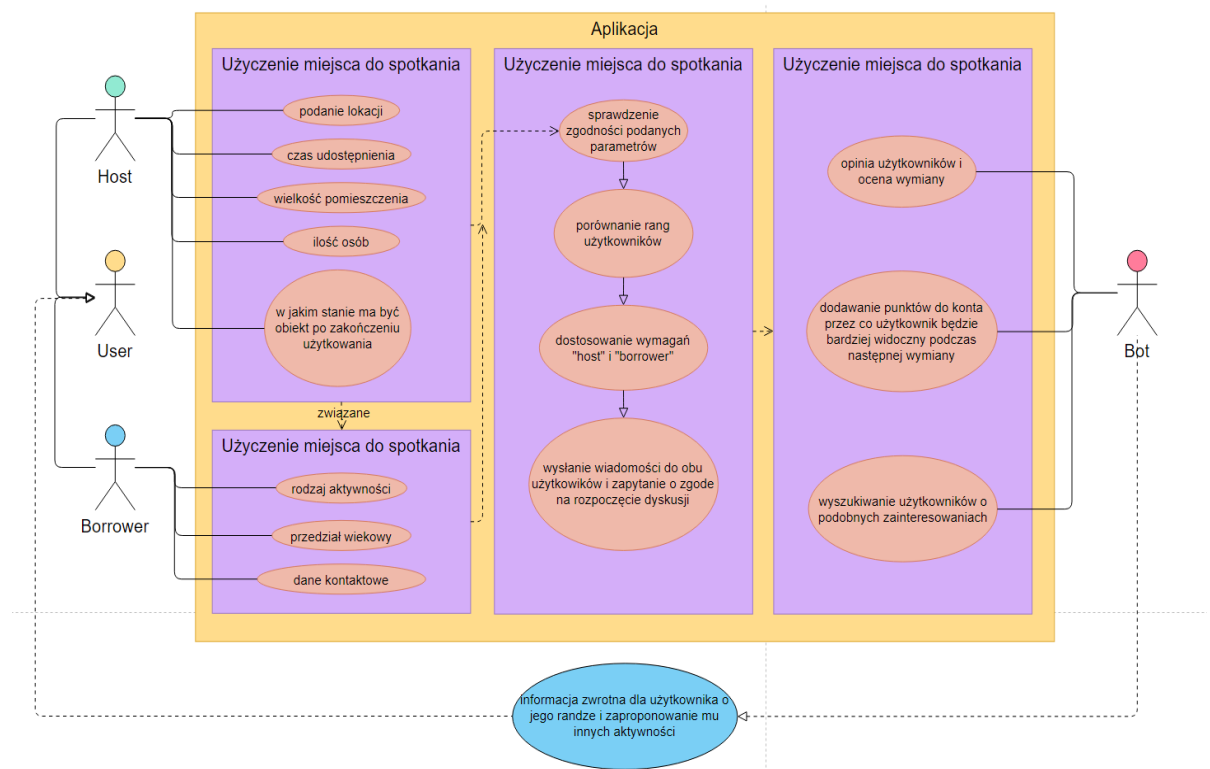 Aplikacja
Użyczenie miejsca do spotkania
podanie lokacji
czas udostępnienia
wielkość pomieszczenia
ilość osób
w jakim stanie ma być
obiekt po zakończeniu
użytkowania
związane
Użyczenie miejsca do spotkania
rodzaj aktywności
przedział wiekowy
dane kontaktowe
Użyczenie miejsca do spotkania
sprawdzenie
zgodności podanych
parametrów
porównanie rang
użytkowników
dostosowanie wymagań
"host" i "borrower"
wysłanie wiadomości do obu
użytkowików i zapytanie o zgode
na rozpoczęcie dyskusji
Użyczenie miejsca do spotkania
opinia użytkowników i
ocena wymiany
dodawanie punktów do konta
przez co użytkownik będzie
bardziej widoczny podczas
następnej wymiany
wyszukiwanie użytkowników o
podobnych zainteresowaniach
Host
User
Borrower
Bot
informacja zwrotna dla użytkownika o
jego randze i zaproponowanie mu
innych aktywności